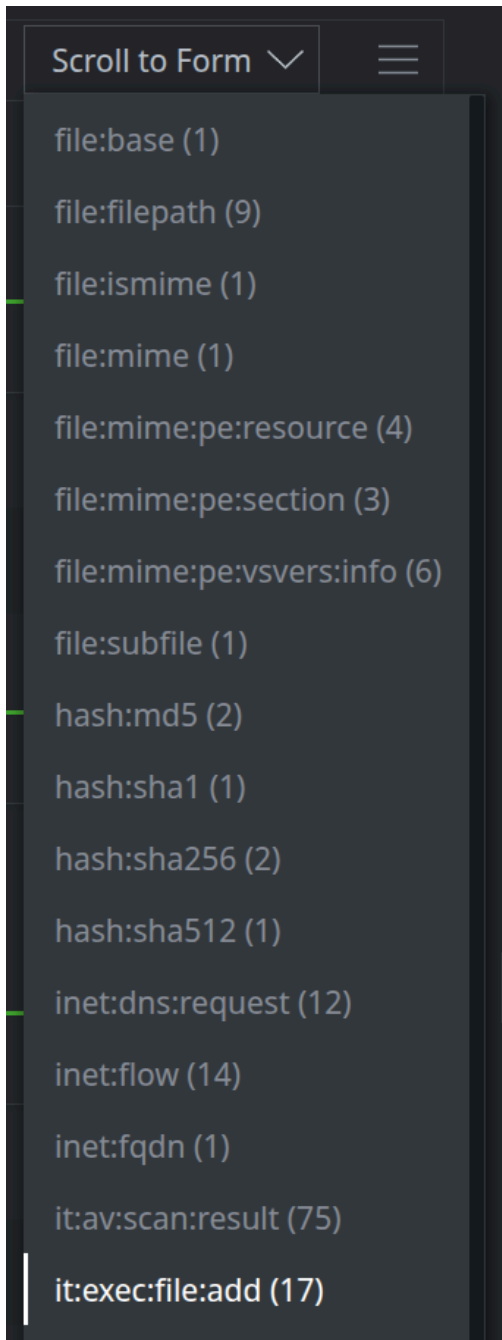 Scroll to Form
file:base (1)
file:filepath (9)
file:ismime (1)
file:mime (1)
file:mime:pe:resource (4)
file:mime:pe:section (3)
file:mime:pe:vsvers:info (6)
file:subfile (1)
hash:md5 (2)
hash:sha1 (1)
hash:sha256 (2)
hash:sha512 (1)
inet:dns:request (12)
inet:flow (14)
inet:fqdn (1)
it:av:scan:result (75)
it:exec:file:add (17)